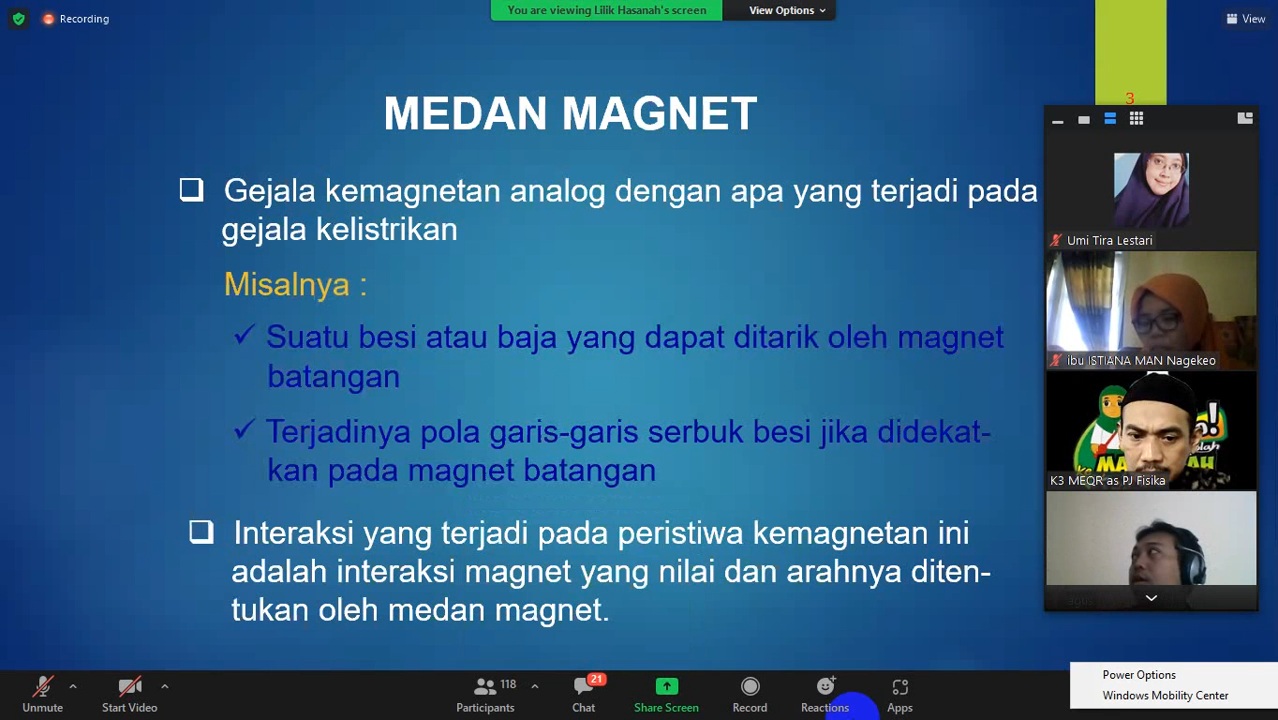 Recording
You are viewing Lilik Hasanah's screen
View Options
View
MEDAN MAGNET
3
Gejala kemagnetan analog dengan apa yang terjadi pada
gejala kelistrikan
Misalnya :
Suatu besi atau baja yang dapat ditarik oleh magnet
batangan
Terjadinya pola garis-garis serbuk besi jika didekat-
kan pada magnet batangan
Interaksi yang terjadi pada peristiwa kemagnetan ini
adalah interaksi magnet yang nilai dan arahnya diten-
tukan oleh medan magnet.
Umi Tira Lestari
ibu ISTIANA MAN Nagekeo
K3 MEQR as PJ Fisika
Power Options
Windows Mobility Center
Unmute
Start Video
118
Participants
21
Chat
Share Screen
Record
Reactions
Apps